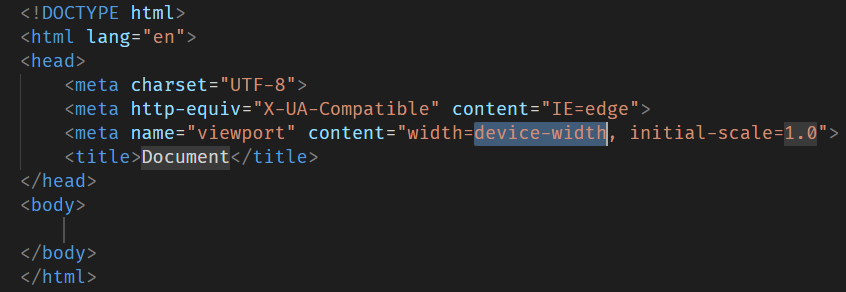 <!DOCTYPE html>
<html lang="en">
<head>
    <meta charset="UTF-8">
    <meta http-equiv="X-UA-Compatible" content="IE=edge">
    <meta name="viewport" content="width=device-width, initial-scale=1.0">
    <title>Document</title>
</head>
<body>
</body>
</html>